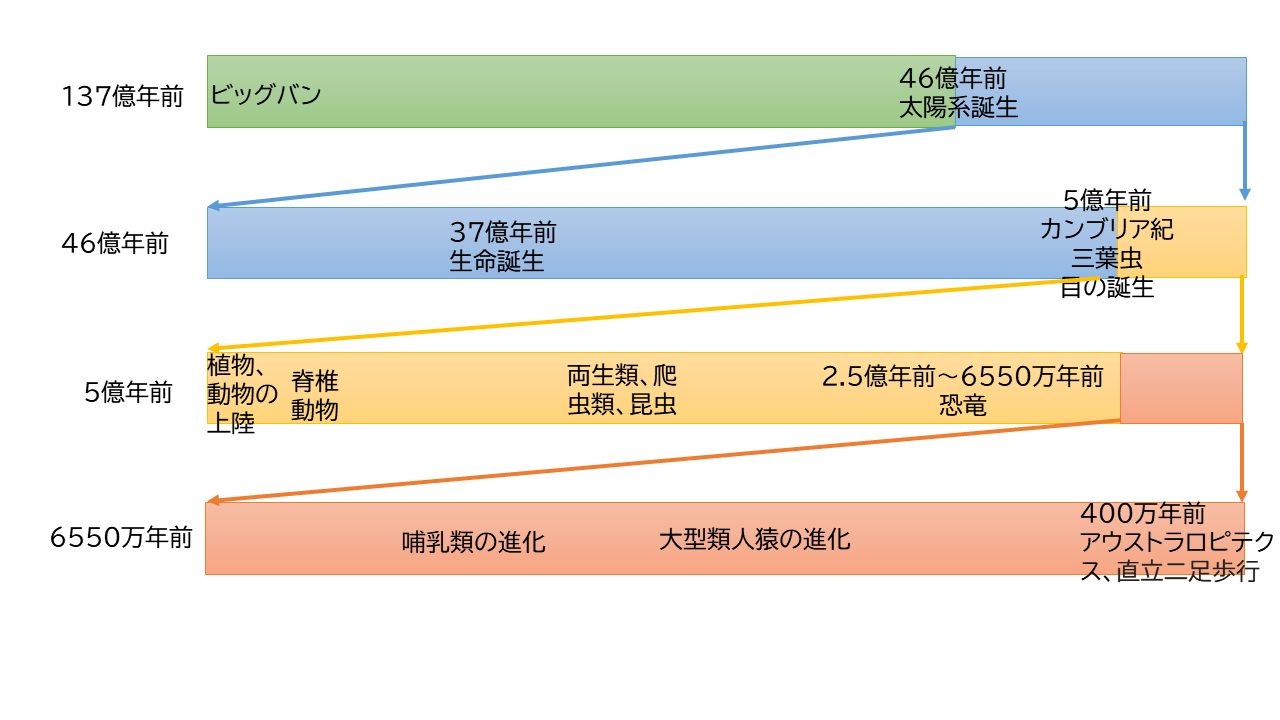 137億年前
ビッグバン
46億年前
太陽系誕生
46億年前
37億年前
生命誕生
5億年前
カンブリア紀
三葉虫
目の誕生
5億年前
植物、
動物の
上陸
脊椎
動物
両生類、爬
虫類、昆虫
2.5億年前～6550万年前
恐竜
6550万年前
哺乳類の進化
大型類人猿の進化
400万年前
アウストラロピテク
ス、直立二足歩行